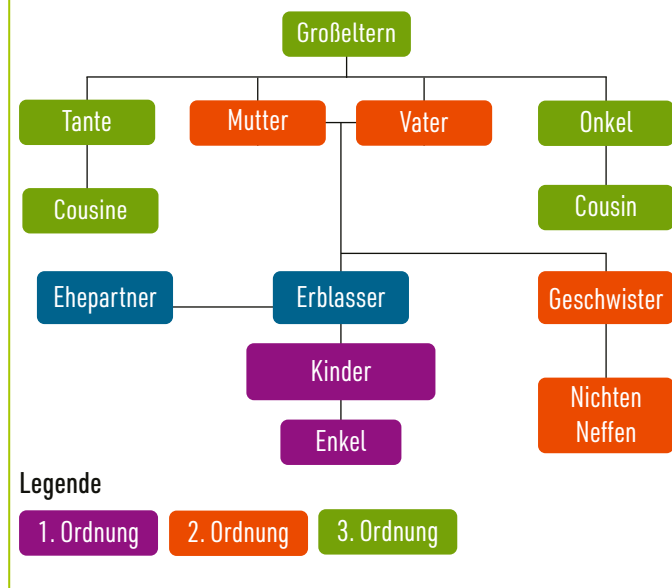 Großeltern
Tante
Mutter
Vater
Onkel
Cousine
Cousin
Ehepartner
Erblasser
Geschwister
Kinder
Nichten
Neffen
Enkel
Legende
1. Ordnung
2. Ordnung
3. Ordnung